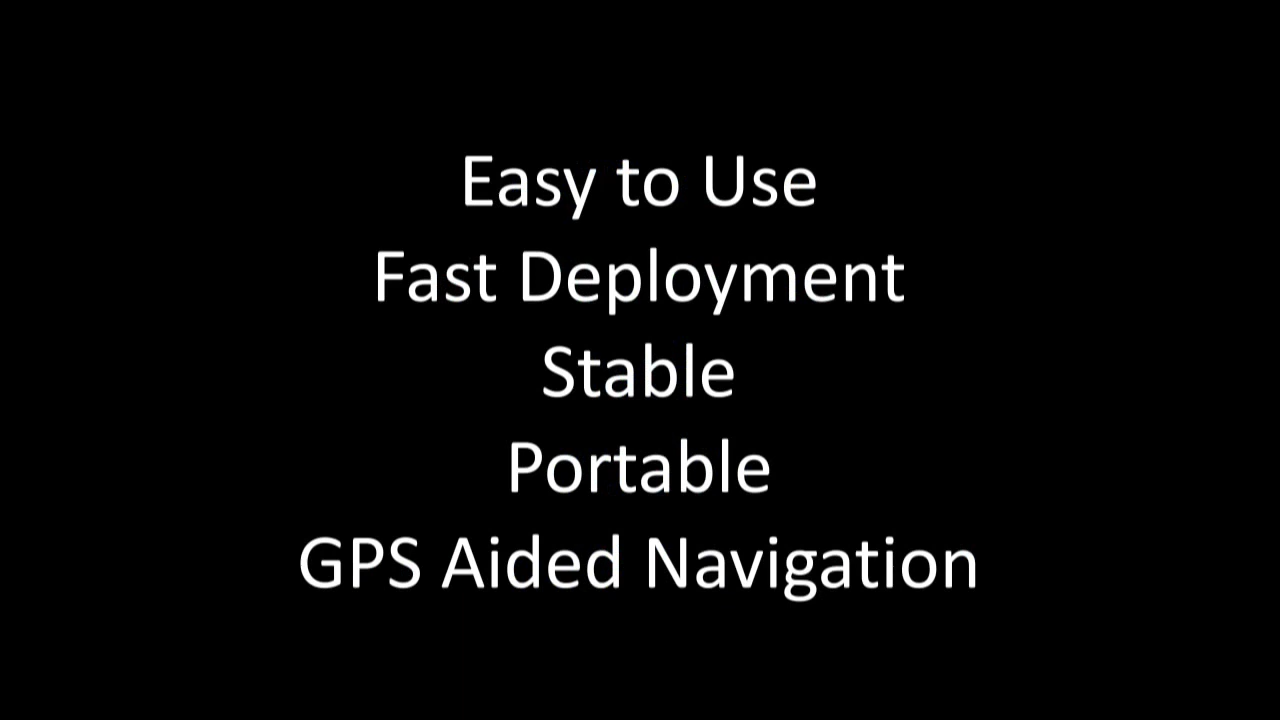 Easy to Use
Fast Deployment
Stable
Portable
GPS Aided Navigation